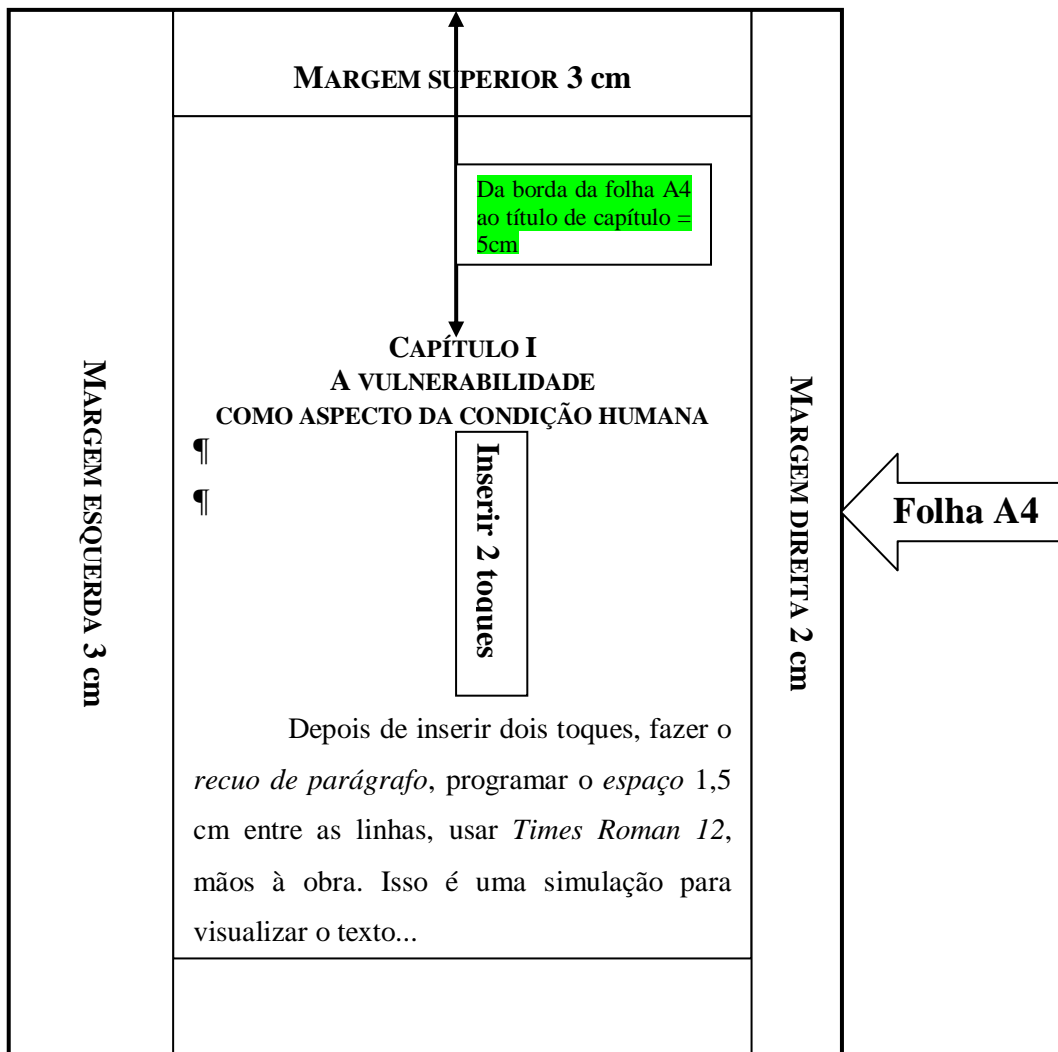 MARGEM SUPERIOR 3 cm
Da borda da folha A4
ao título de capítulo =
5cm
CAPÍTULO I
A VULNERABILIDADE
COMO ASPECTO DA CONDIÇÃO HUMANA
¶
¶
Inserir 2 toques
MARGEM ESQUERDA 3 cm
MARGEM DIREITA 2 cm
Folha A4
Depois de inserir dois toques, fazer o
recuo de parágrafo, programar o espaço 1,5
cm entre as linhas, usar Times Roman 12,
mãos à obra. Isso é uma simulação para
visualizar o texto...